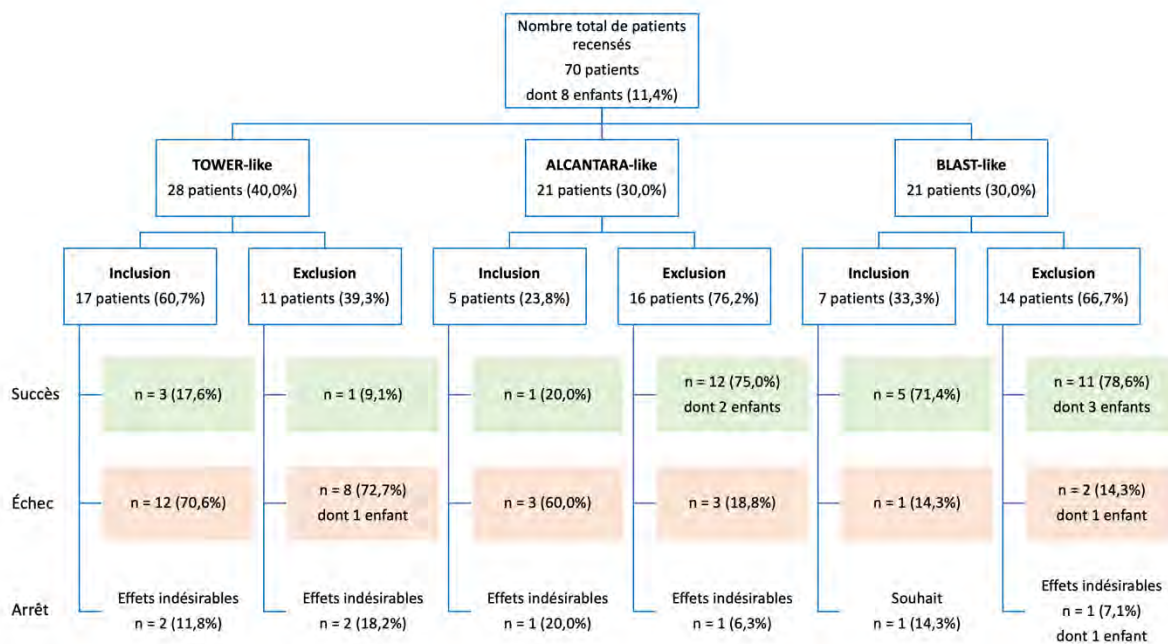 Nombre total de patients
recensés
70 patients
dont 8 enfants (11,4%)
TOWER-like
28 patients (40,0%)
ALCANTARA-like
21 patients (30,0%)
BLAST-like
21 patients (30,0%)
Inclusion
17 patients (60,7%)
Exclusion
11 patients (39,3%)
Inclusion
5 patients (23,8%)
Exclusion
16 patients (76,2%)
Inclusion
7 patients (33,3%)
Exclusion
14 patients (66,7%)
Succès
n = 3 (17,6%)
n = 1 (9,1%)
n = 1 (20,0%)
n = 12 (75,0%)
dont 2 enfants
n = 5 (71,4%)
n = 11 (78,6%)
dont 3 enfants
Échec
n = 12 (70,6%)
n = 8 (72,7%)
dont 1 enfant
n = 3 (60,0%)
n = 3 (18,8%)
n = 1 (14,3%)
n = 2 (14,3%)
dont 1 enfant
Arrêt
Effets indésirables
n = 2 (11,8%)
Effets indésirables
n = 2 (18,2%)
Effets indésirables
n = 1 (20,0%)
Effets indésirables
n = 1 (6,3%)
Souhait
n = 1 (14,3%)
Effets indésirables
n = 1 (7,1%)
dont 1 enfant